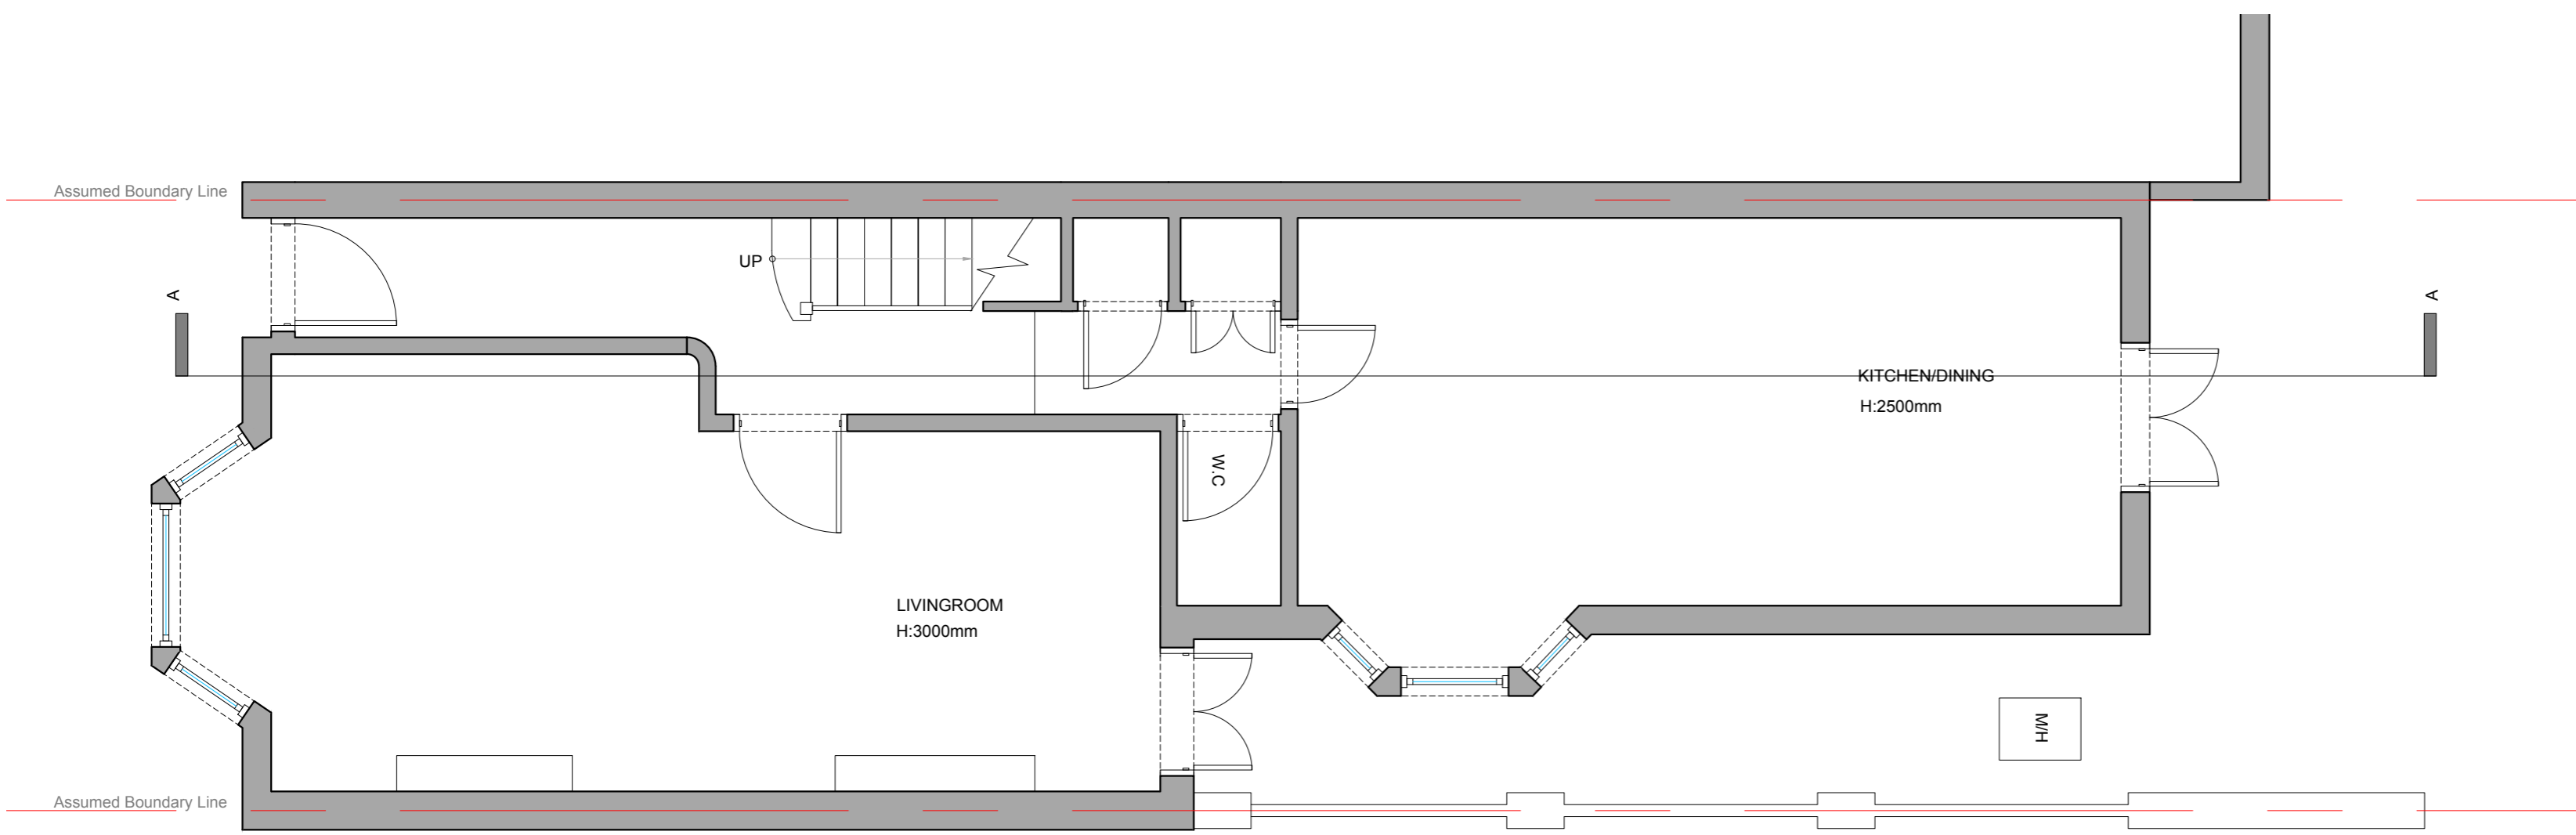 Assumed Boundary Line
UP
A
A
KITCHEN/DINING
H:2500mm
W.C
LIVINGROOM
H:3000mm
M/H
Assumed Boundary Line